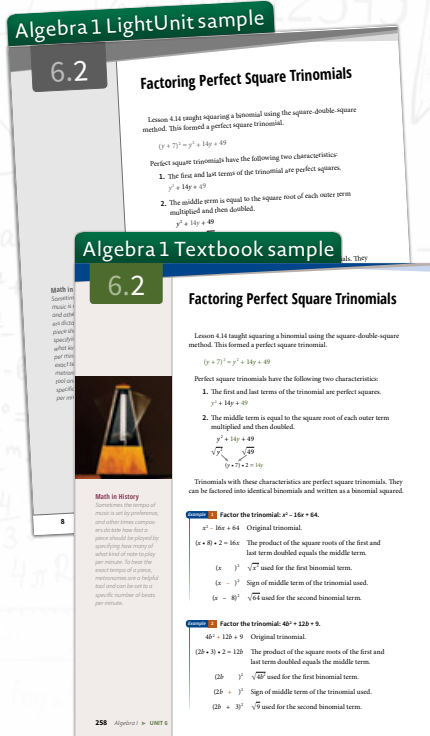 Algebra 1 LightUnit sample
6.2
Factoring Perfect Square Trinomials
Lesson 4.14 taught squaring a binomial using the square-double-square
method. This formed a perfect square trinomial.
(y + 7)² = y² + 14y + 49
Perfect square trinomials have the following two characteristics:
1. The first and last terms of the trinomial are perfect squares.
y² + 14y + 49
2. The middle term is equal to the square root of each outer term
multiplied and then doubled.
y² + 14y + 49
They
Math in
8
Algebra 1 Textbook sample
6.2
Factoring Perfect Square Trinomials
Lesson 4.14 taught squaring a binomial using the square-double-square
method. This formed a perfect square trinomial.
(y + 7)² = y² + 14y + 49
Perfect square trinomials have the following two characteristics:
1. The first and last terms of the trinomial are perfect squares.
y² + 14y + 49
2. The middle term is equal to the square root of each outer term
multiplied and then doubled.
y² + 14y + 49
√y² √49
(y • 7) • 2 = 14y
Trinomials with these characteristics are perfect square trinomials. They
can be factored into identical binomials and written as a binomial squared.
Math in History
Sometimes the tempo of
music is set by preference,
and other times compos-
ers dictate how fast a
piece should be played by
specifying how many of
what kind of note to play
per minute. To have the
exact tempo of a piece,
metronomes are a helpful
tool and can be set to a
specific number of beats
per minute.
Example 1 Factor the trinomial: x² – 16x + 64.
x² – 16x + 64 Original trinomial.
(x • 8) • 2 = 16x The product of the square roots of the first and
last term doubled equals the middle term.
(x )² √x² used for the first binomial term.
(x – )² Sign of middle term of the trinomial used.
(x – 8)² √64 used for the second binomial term.
Example 2 Factor the trinomial: 4b² + 12b + 9.
4b² + 12b + 9 Original trinomial.
(2b • 3) • 2 = 12b The product of the square roots of the first and
last term doubled equals the middle term.
(2b )² √4b² used for the first binomial term.
(2b + )² Sign of middle term of the trinomial used.
(2b + 3)² √9 used for the second binomial term.
258 Algebra I ► UNIT 6